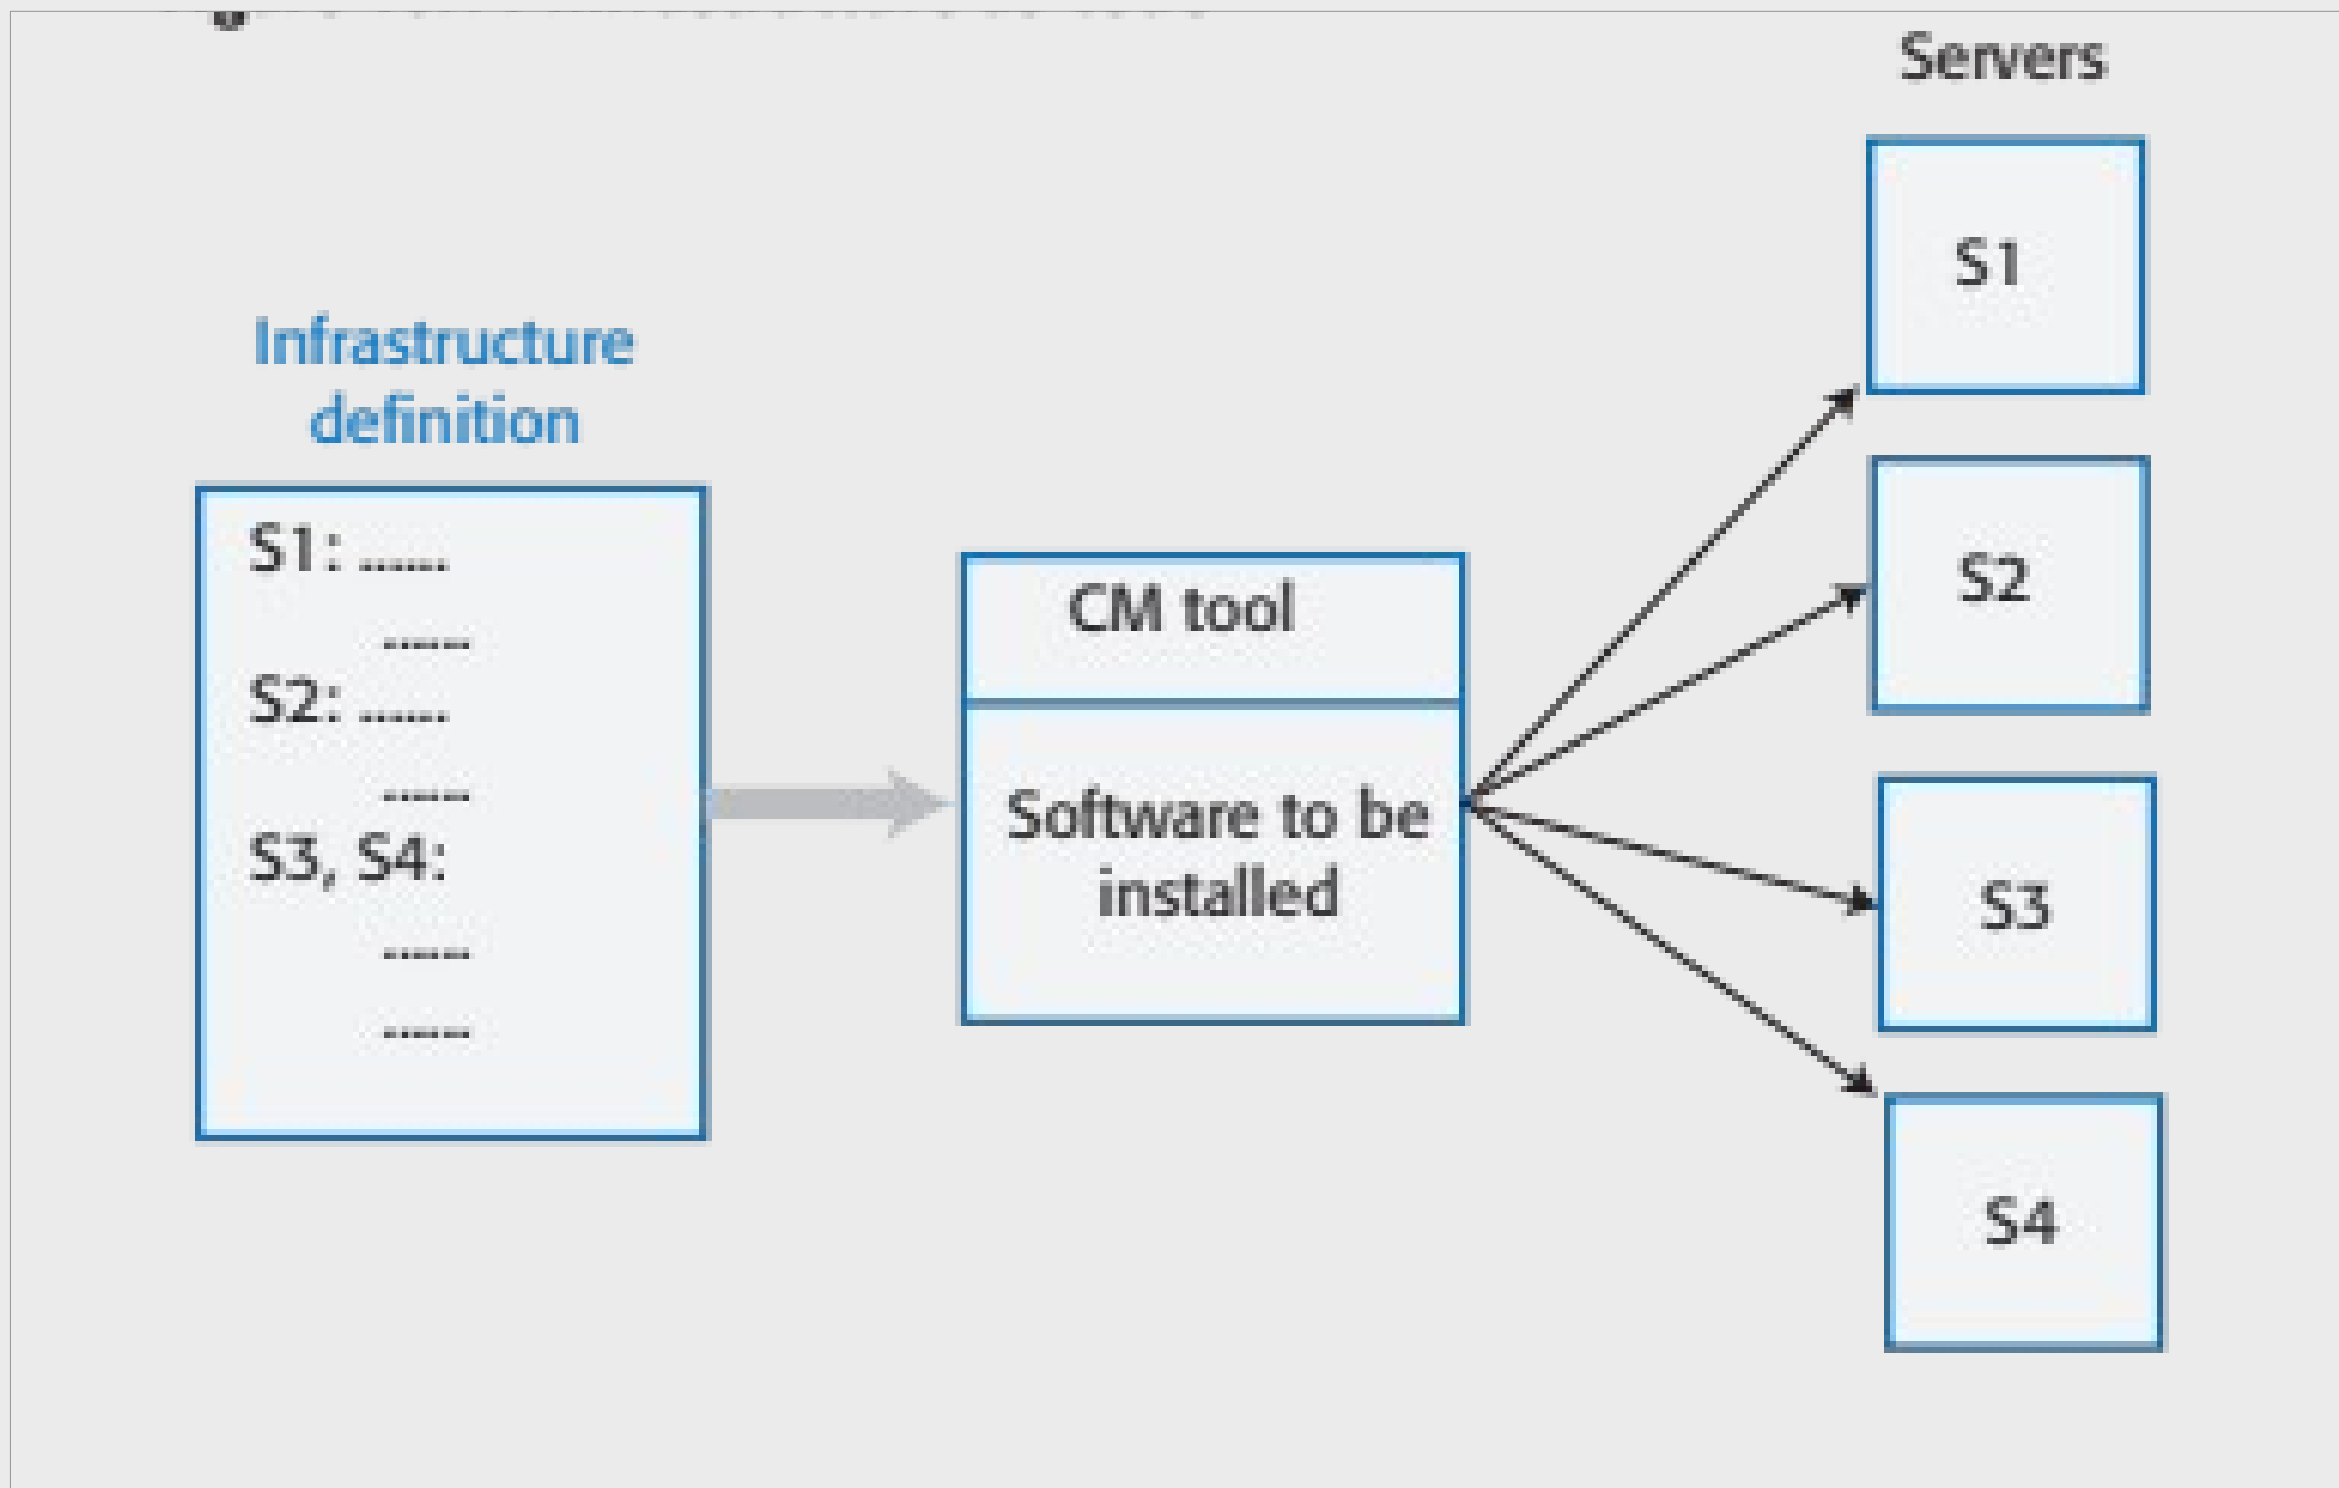 Servers
Infrastructure
definition
S1: ......
......
S2: ......
......
S3, S4:
......
......
CM tool
Software to be
installed
S1
S2
S3
S4